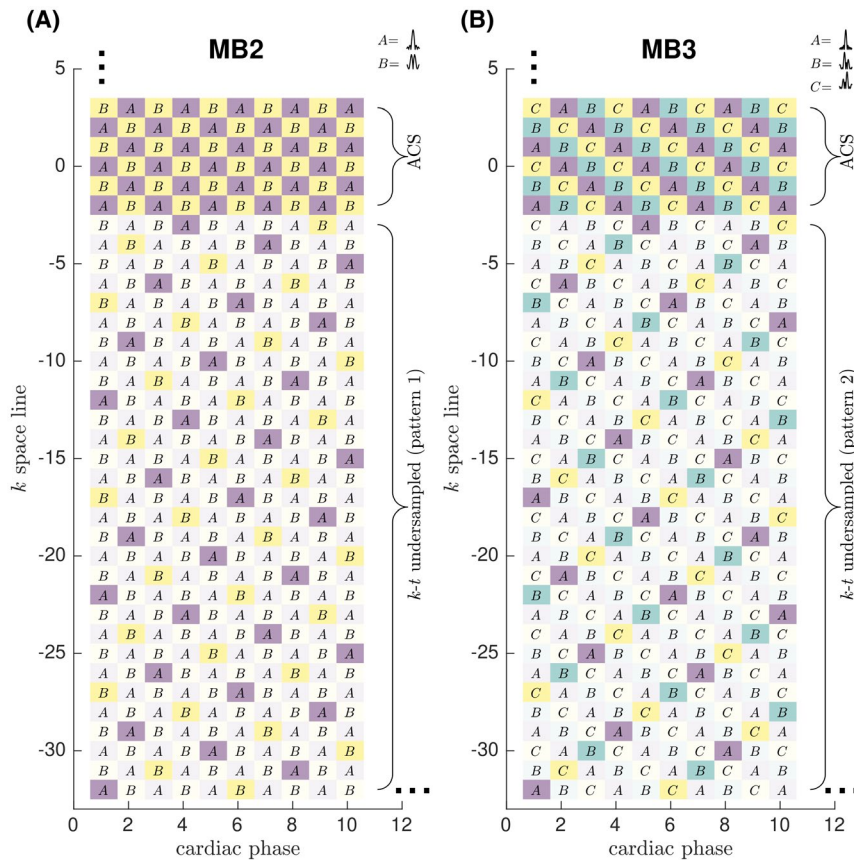 (A)
MB2
A=
B=
5
B A B A B A B A B A
A B A B A B A B A B
B A B A B A B A B A
0
A B A B A B A B A B
B A B A B A B A B A
A B A B A B A B A B
ACS
B A B A B A B A B A
A B A B A B A B A B
-5
B A B A B A B A B A
A B A B A B A B A B
B A B A B A B A B A
A B A B A B A B A B
B A B A B A B A B A
-10
A B A B A B A B A B
B A B A B A B A B A
A B A B A B A B A B
B A B A B A B A B A
A B A B A B A B A B
-15
B A B A B A B A B A
A B A B A B A B A B
B A B A B A B A B A
A B A B A B A B A B
B A B A B A B A B A
-20
A B A B A B A B A B
B A B A B A B A B A
A B A B A B A B A B
B A B A B A B A B A
A B A B A B A B A B
-25
B A B A B A B A B A
A B A B A B A B A B
B A B A B A B A B A
A B A B A B A B A B
B A B A B A B A B A
-30
A B A B A B A B A B
B A B A B A B A B A
A B A B A B A B A B
k-t undersampled (pattern 1)
k space line
0 2 4 6 8 10 12
cardiac phase
(B)
MB3
A=
B=
C=
5
C A B C A B C A B C
B C A B C A B C A B
A B C A B C A B C A
0
C A B C A B C A B C
B C A B C A B C A B
A B C A B C A B C A
ACS
C A B C A B C A B C
B C A B C A B C A B
-5
A B C A B C A B C A
C A B C A B C A B C
B C A B C A B C A B
A B C A B C A B C A
C A B C A B C A B C
-10
B C A B C A B C A B
A B C A B C A B C A
C A B C A B C A B C
B C A B C A B C A B
A B C A B C A B C A
-15
C A B C A B C A B C
B C A B C A B C A B
A B C A B C A B C A
C A B C A B C A B C
B C A B C A B C A B
-20
A B C A B C A B C A
C A B C A B C A B C
B C A B C A B C A B
A B C A B C A B C A
C A B C A B C A B C
-25
B C A B C A B C A B
A B C A B C A B C A
C A B C A B C A B C
B C A B C A B C A B
A B C A B C A B C A
-30
C A B C A B C A B C
B C A B C A B C A B
A B C A B C A B C A
k-t undersampled (pattern 2)
k space line
0 2 4 6 8 10 12
cardiac phase